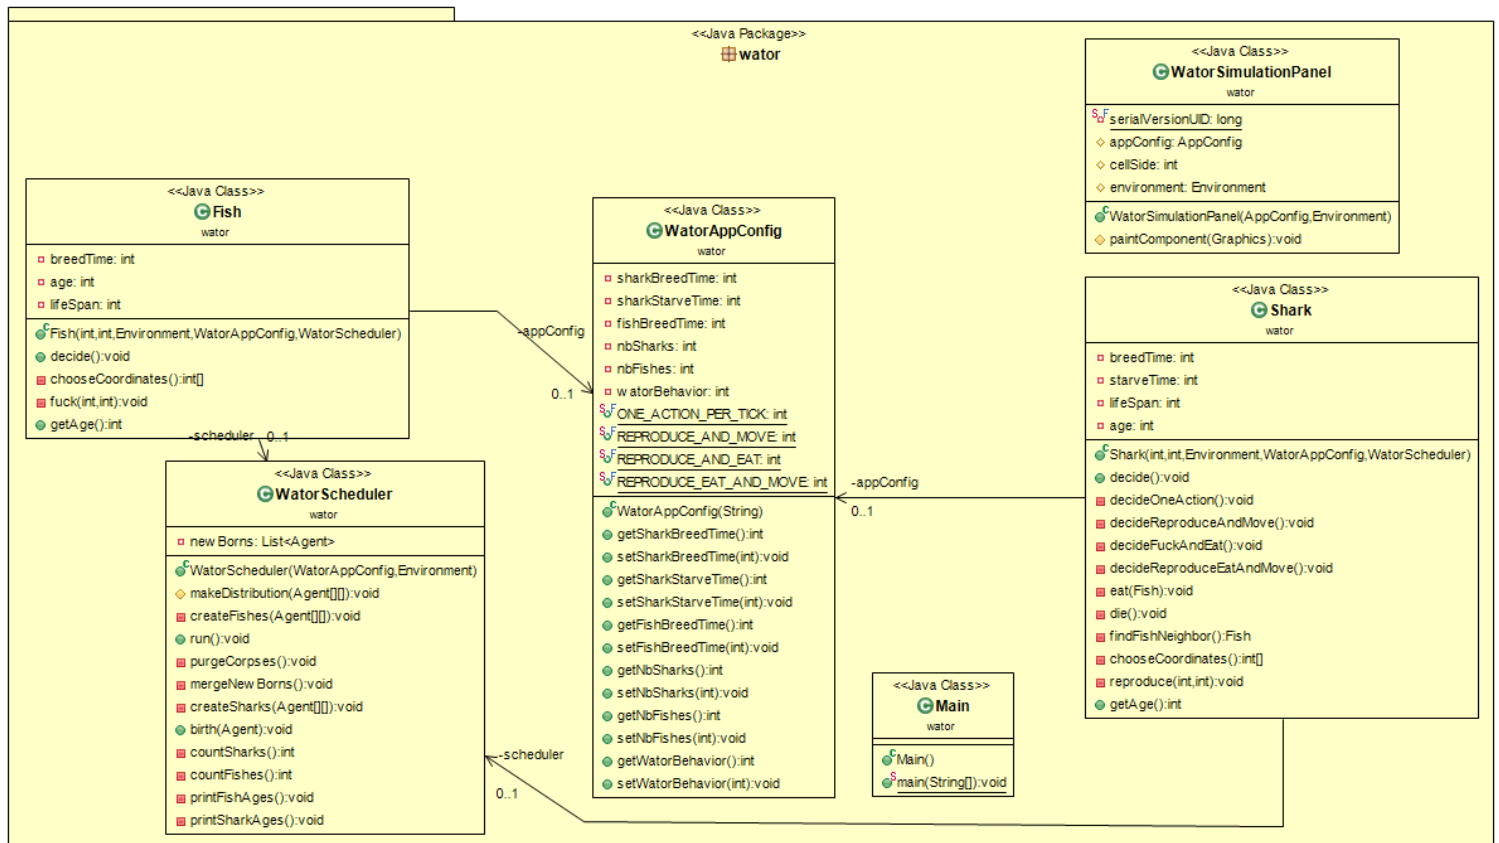 <<Java Package>>
wator
<<Java Class>>
WatorSimulationPanel
wator
serialVersionUID: long
appConfig: AppConfig
cellSide: int
environment: Environment
WatorSimulationPanel(AppConfig,Environment)
paintComponent(Graphics):void
<<Java Class>>
Fish
wator
breedTime: int
age: int
lifeSpan: int
Fish(int,int,Environment,WatorAppConfig,WatorScheduler)
decide():void
chooseCoordinates():int[]
fuck(int,int):void
getAge():int
-appConfig
0..1
-scheduler 0..1
<<Java Class>>
WatorAppConfig
wator
sharkBreedTime: int
sharkStarveTime: int
fishBreedTime: int
nbSharks: int
nbFishes: int
watorBehavior: int
ONE_ACTION_PER_TICK: int
REPRODUCE_AND_MOVE: int
REPRODUCE_AND_EAT: int
REPRODUCE_EAT_AND_MOVE: int
WatorAppConfig(String)
getSharkBreedTime():int
setSharkBreedTime(int):void
getSharkStarveTime():int
setSharkStarveTime(int):void
getFishBreedTime():int
setFishBreedTime(int):void
getNbSharks():int
setNbSharks(int):void
getNbFishes():int
setNbFishes(int):void
getWatorBehavior():int
setWatorBehavior(int):void
<<Java Class>>
Shark
wator
breedTime: int
starveTime: int
lifeSpan: int
age: int
Shark(int,int,Environment,WatorAppConfig,WatorScheduler)
decide():void
decideOneAction():void
decideReproduceAndMove():void
decideFuckAndEat():void
decideReproduceEatAndMove():void
eat(Fish):void
die():void
findFishNeighbor():Fish
chooseCoordinates():int[]
reproduce(int,int):void
getAge():int
-appConfig
0..1
<<Java Class>>
WatorScheduler
wator
newBorns: List<Agent>
WatorScheduler(WatorAppConfig,Environment)
makeDistribution(Agent[][]):void
createFishes(Agent[][]):void
run():void
purgeCorpses():void
mergeNewBorns():void
createSharks(Agent[][]):void
birth(Agent):void
countSharks():int
countFishes():int
printFishAges():void
printSharkAges():void
-scheduler
0..1
<<Java Class>>
Main
wator
Main()
main(String[]):void